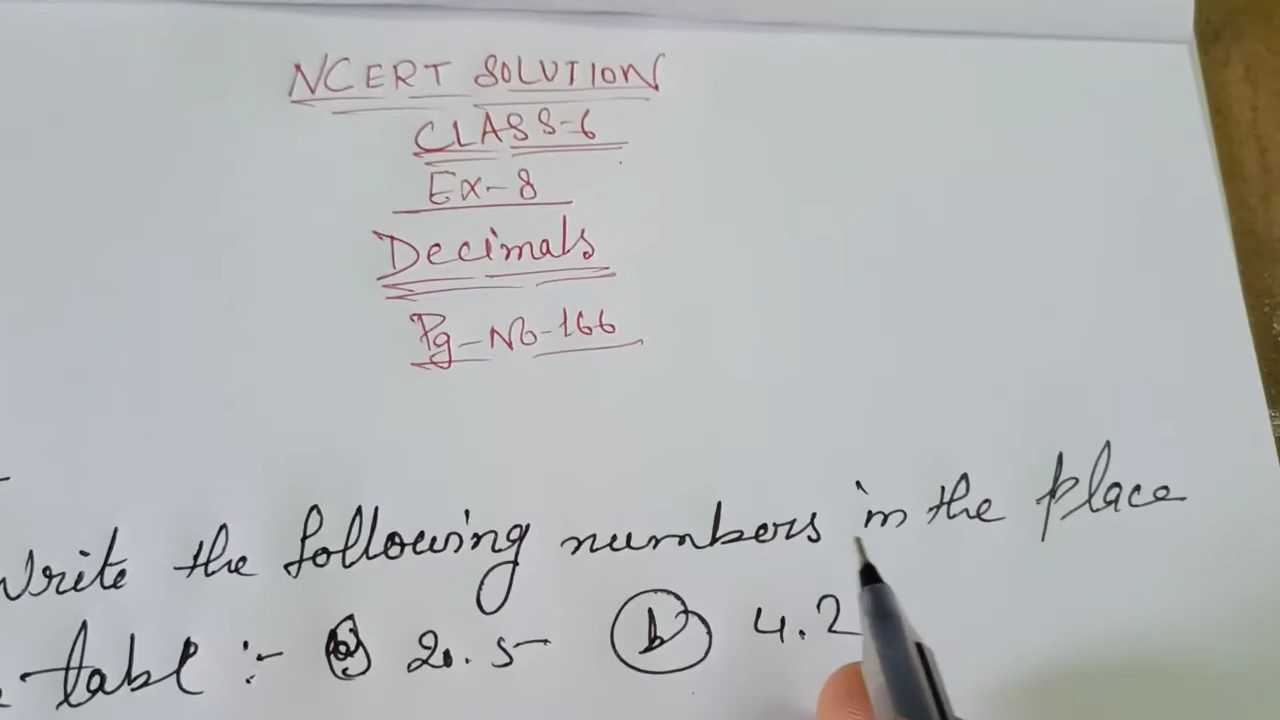 NCERT SOLUTION
CLASS-6
Ex-8
Decimals
Pg-No-166
Write the following numbers in the place
table :- (a) 20.5 (b) 4.2